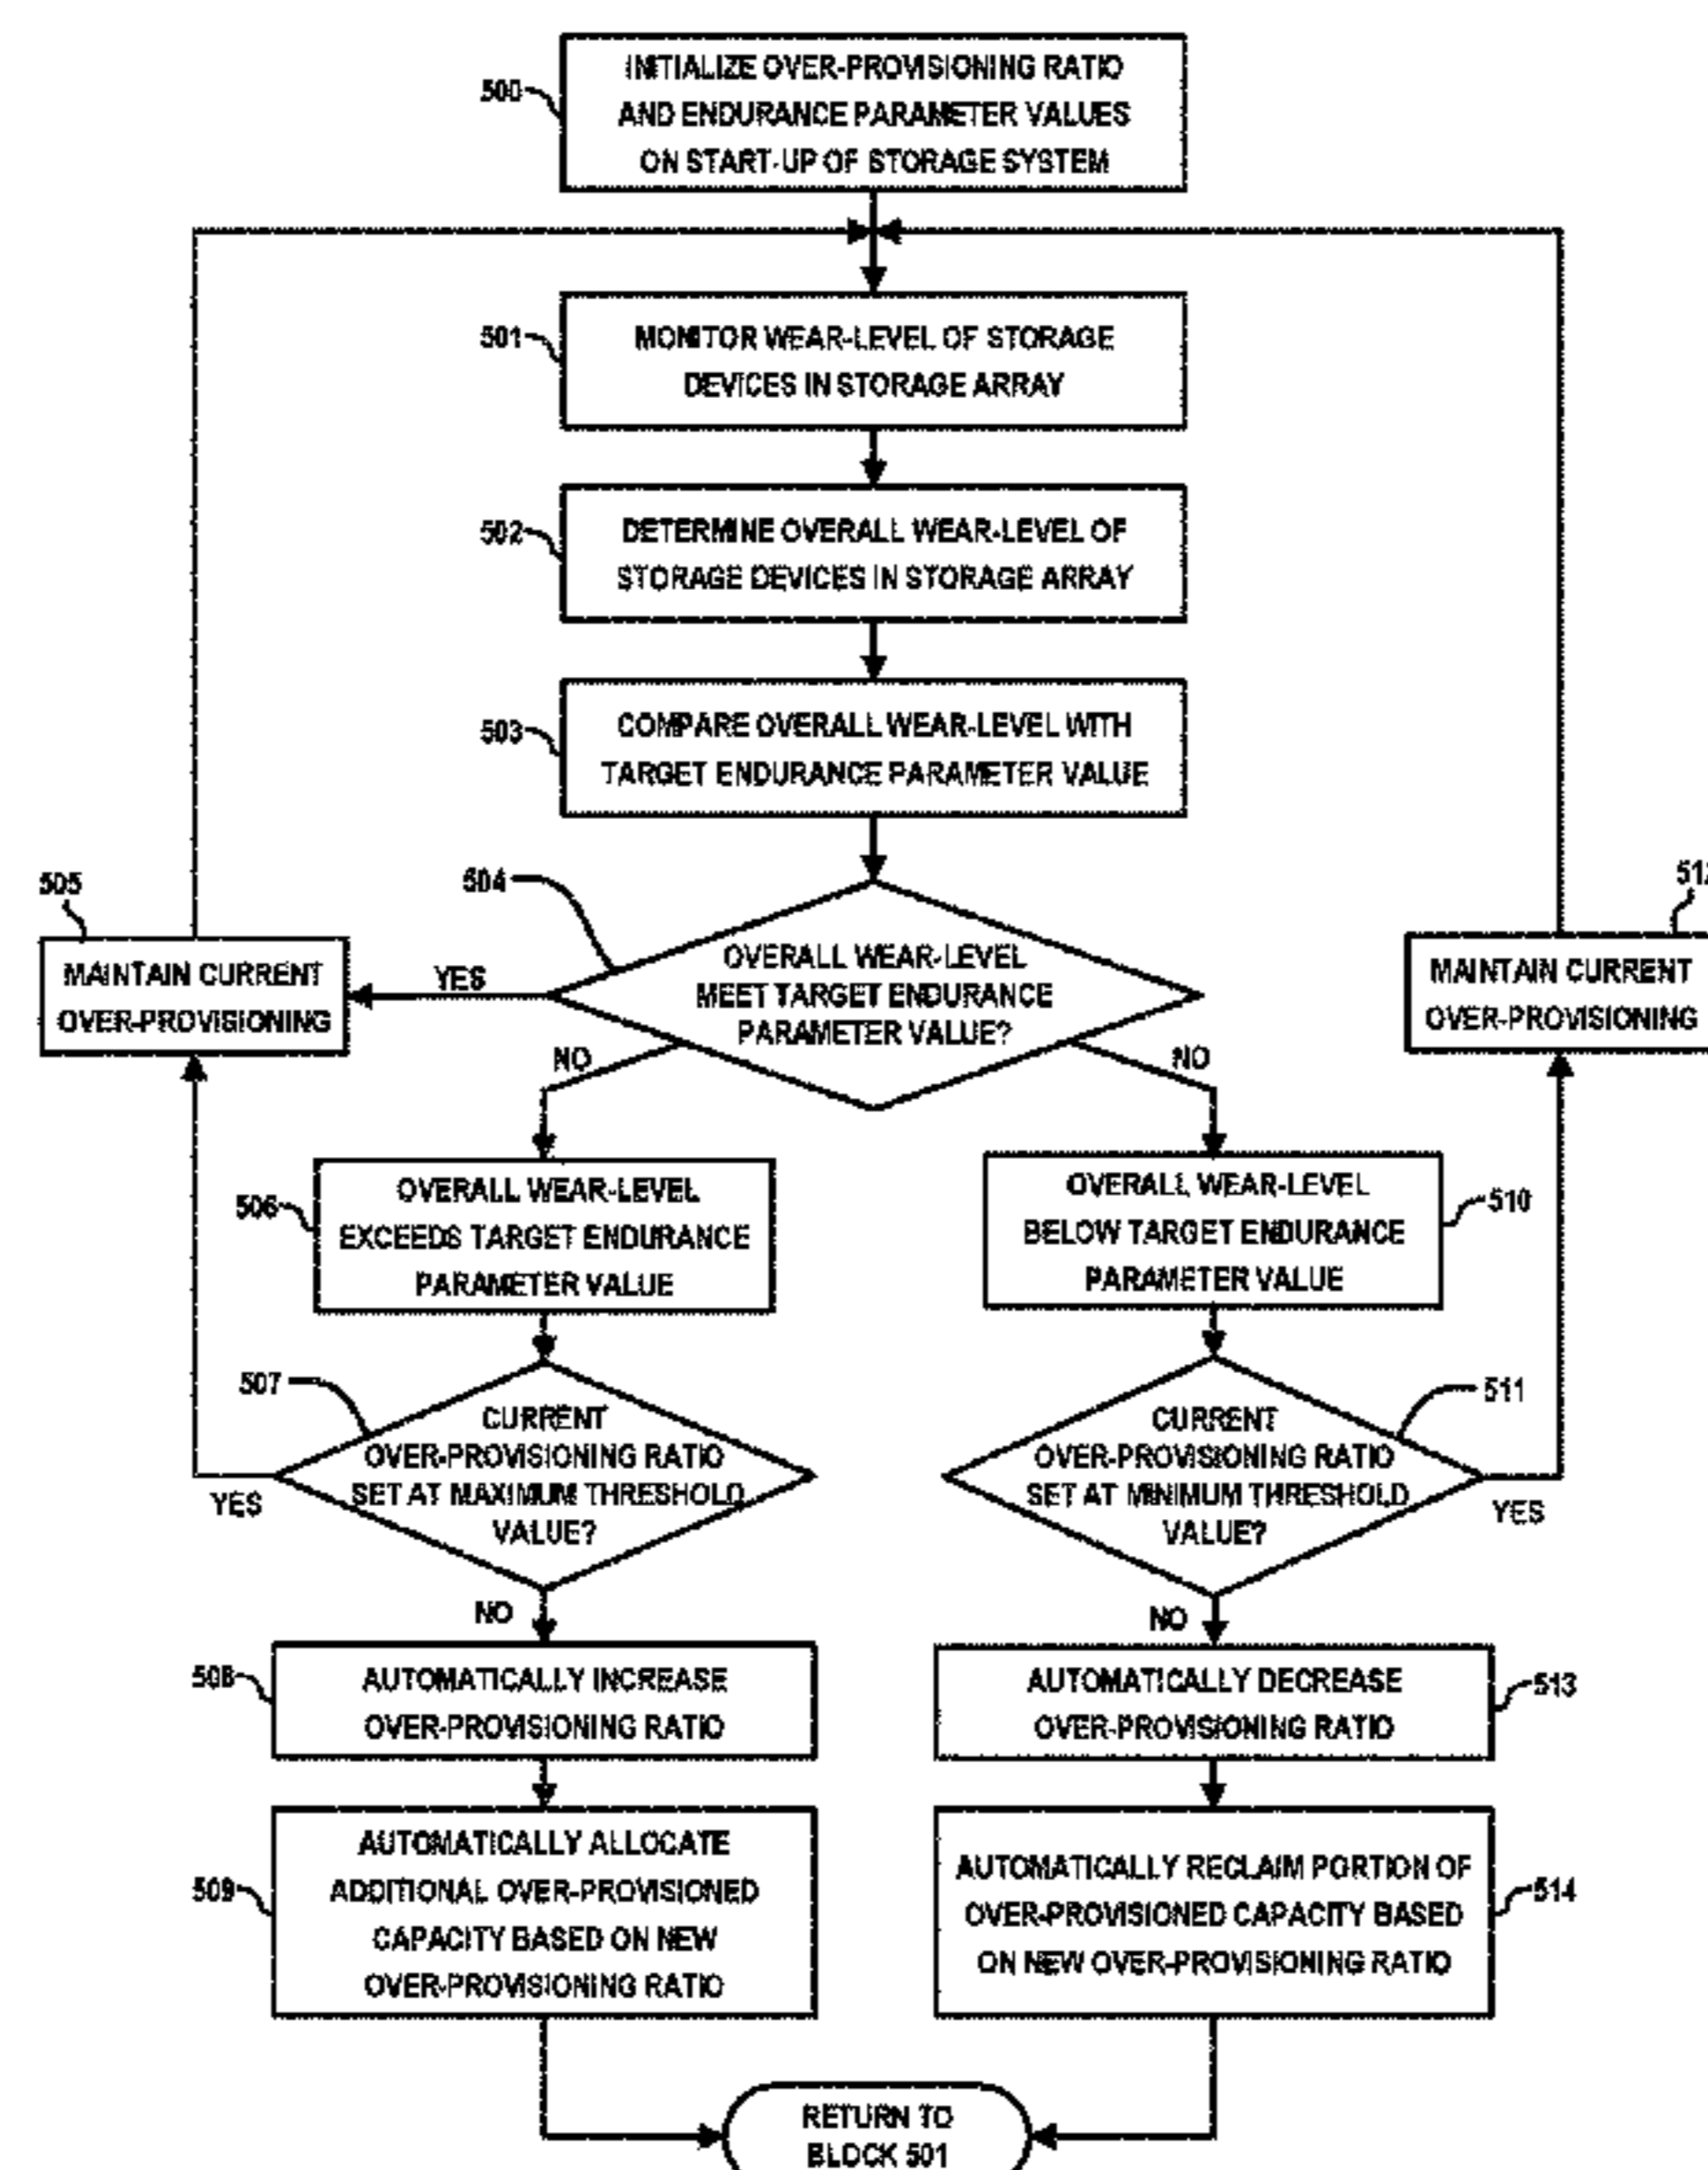 500
INITIALIZE OVER-PROVISIONING RATIO
AND ENDURANCE PARAMETER VALUES
ON START-UP OF STORAGE SYSTEM
501
MONITOR WEAR-LEVEL OF STORAGE
DEVICES IN STORAGE ARRAY
502
DETERMINE OVERALL WEAR-LEVEL OF
STORAGE DEVICES IN STORAGE ARRAY
503
COMPARE OVERALL WEAR-LEVEL WITH
TARGET ENDURANCE PARAMETER VALUE
504
OVERALL WEAR-LEVEL
MEET TARGET ENDURANCE
PARAMETER VALUE?
YES
505
MAINTAIN CURRENT
OVER-PROVISIONING
MAINTAIN CURRENT
OVER-PROVISIONING
NO
NO
506
OVERALL WEAR-LEVEL
EXCEEDS TARGET ENDURANCE
PARAMETER VALUE
OVERALL WEAR-LEVEL
BELOW TARGET ENDURANCE
PARAMETER VALUE
510
507
CURRENT
OVER-PROVISIONING RATIO
SET AT MAXIMUM THRESHOLD
VALUE?
YES
CURRENT
OVER-PROVISIONING RATIO
SET AT MINIMUM THRESHOLD
VALUE?
511
YES
NO
NO
508
AUTOMATICALLY INCREASE
OVER-PROVISIONING RATIO
AUTOMATICALLY DECREASE
OVER-PROVISIONING RATIO
513
509
AUTOMATICALLY ALLOCATE
ADDITIONAL OVER-PROVISIONED
CAPACITY BASED ON NEW
OVER-PROVISIONING RATIO
AUTOMATICALLY RECLAIM PORTION OF
OVER-PROVISIONED CAPACITY BASED
ON NEW OVER-PROVISIONING RATIO
514
RETURN TO
BLOCK 501